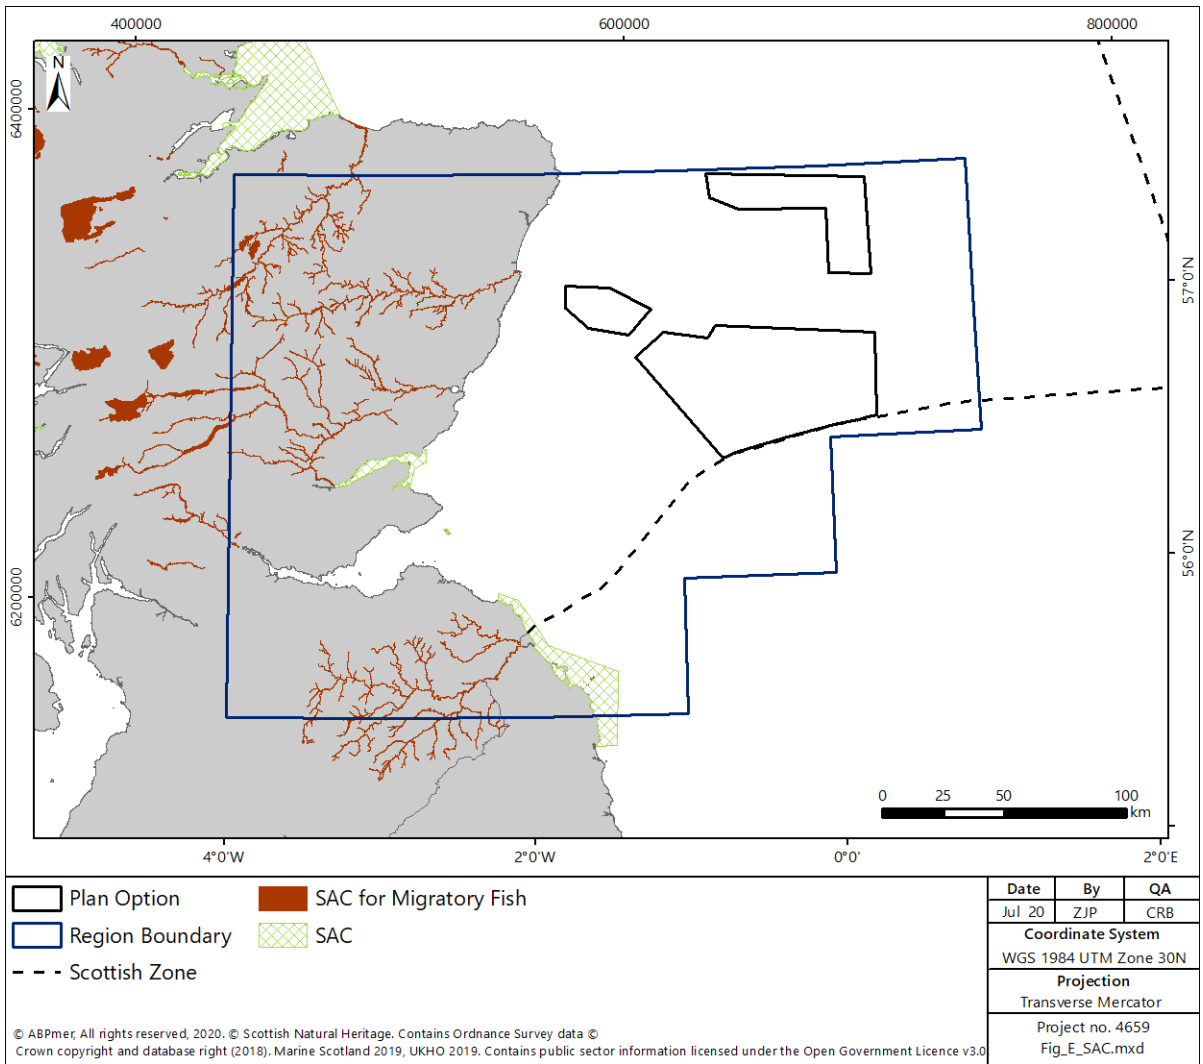 400000
600000
800000
N
6400000
57°0'N
56°0'N
6200000
0
25
50
100
km
4°0'W
2°0'W
0°0'
2°0'E
Plan Option
SAC for Migratory Fish
Region Boundary
SAC
Scottish Zone
Date
By
QA
Jul 20
ZJP
CRB
Coordinate System
WGS 1984 UTM Zone 30N
Projection
Transverse Mercator
Project no. 4659
Fig_E_SAC.mxd
© ABPmer, All rights reserved, 2020. © Scottish Natural Heritage. Contains Ordnance Survey data ©
Crown copyright and database right (2018). Marine Scotland 2019, UKHO 2019. Contains public sector information licensed under the Open Government Licence v3.0